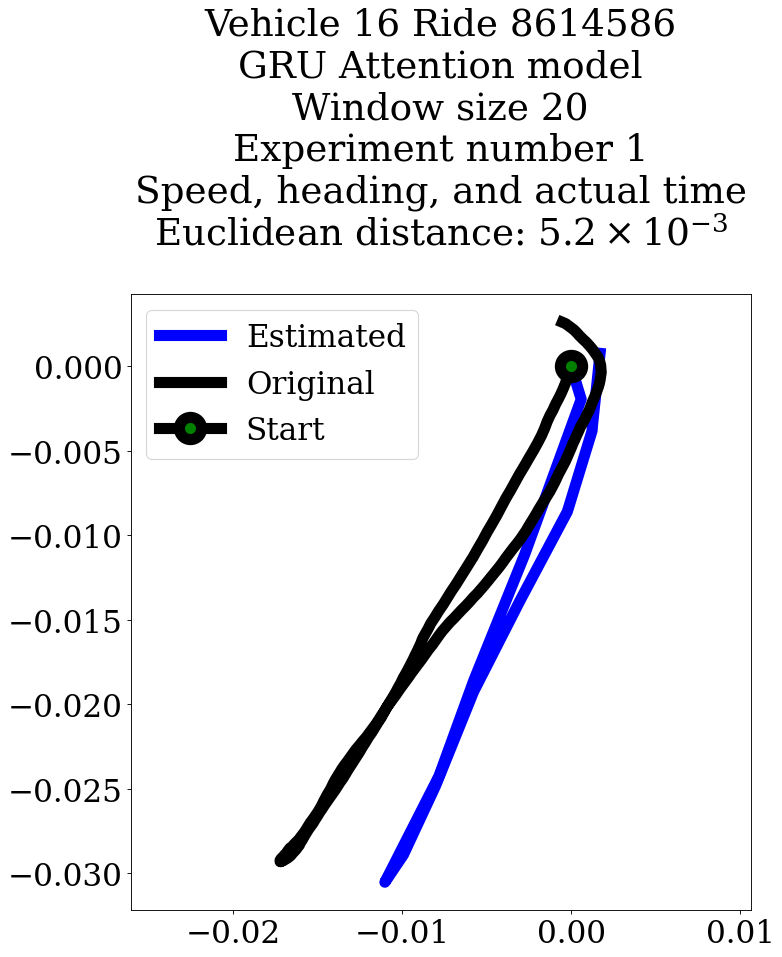 Vehicle 16 Ride 8614586
GRU Attention model
Window size 20
Experiment number 1
Speed, heading, and actual time
Euclidean distance: 5.2 × 10⁻³
Estimated
Original
Start
0.000
−0.005
−0.010
−0.015
−0.020
−0.025
−0.030
−0.02 −0.01 0.00 0.01